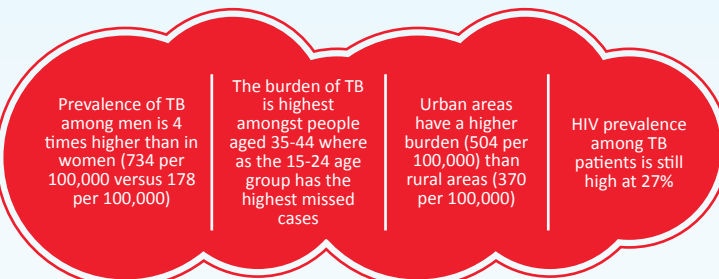 Prevalence of TB
among men is 4
times higher than in
women (734 per
100,000 versus 178
per 100,000)
The burden of TB
is highest
amongst people
aged 35-44 where
as the 15-24 age
group has the
highest missed
cases
Urban areas
have a higher
burden (504 per
100,000) than
rural areas (370
per 100,000)
HIV prevalence
among TB
patients is still
high at 27%